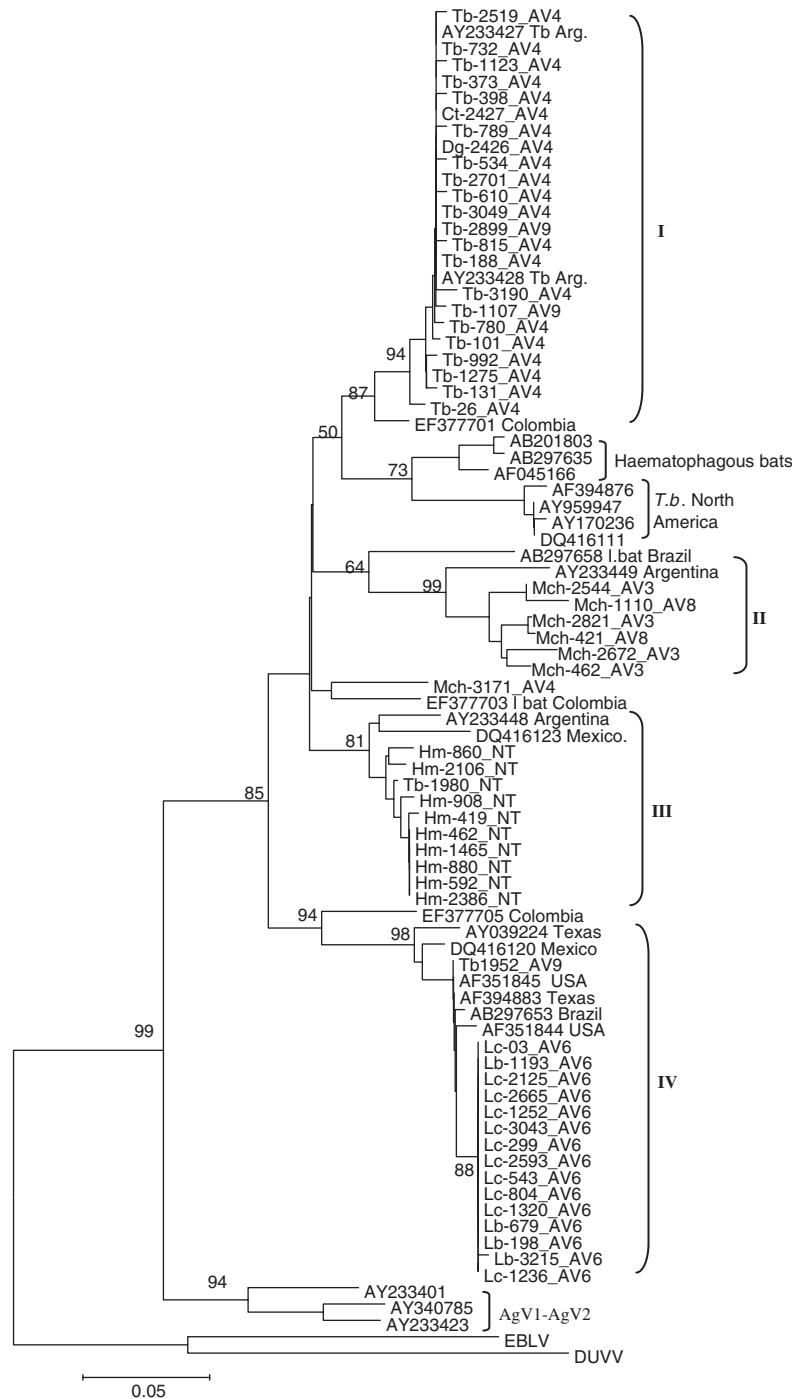 Tb-2519_AV4
AY233427 Tb Arg.
Tb-732_AV4
Tb-1123_AV4
Tb-373_AV4
Tb-398_AV4
Ct-2427_AV4
Tb-789_AV4
Dg-2426_AV4
Tb-534_AV4
Tb-2701_AV4
Tb-610_AV4
Tb-3049_AV4
Tb-2899_AV9
I
Tb-815_AV4
Tb-188_AV4
AY233428 Tb Arg.
Tb-3190_AV4
Tb-1107_AV9
Tb-780_AV4
Tb-101_AV4
94
Tb-992_AV4
Tb-1275_AV4
87
Tb-131_AV4
Tb-26_AV4
EF377701 Colombia
50
AB201803
AB297635
Haematophagous bats
73
AF045166
AF394876
T.b. North
AY959947
AY170236
America
DQ416111
AB297658 I.bat Brazil
64
AY233449 Argentina
99
Mch-2544_AV3
Mch-1110_AV8
II
Mch-2821_AV3
Mch-421_AV8
Mch-2672_AV3
Mch-462_AV3
Mch-3171_AV4
EF377703 I bat Colombia
AY233448 Argentina
81
DQ416123 Mexico.
Hm-860_NT
Hm-2106_NT
Tb-1980_NT
85
Hm-908_NT
III
Hm-419_NT
Hm-462_NT
Hm-1465_NT
Hm-880_NT
Hm-592_NT
Hm-2386_NT
94
EF377705 Colombia
98
AY039224 Texas
DQ416120 Mexico
Tb1952_AV9
AF351845 USA
AF394883 Texas
AB297653 Brazil
99
AF351844 USA
Lc-03_AV6
Lb-1193_AV6
Lc-2125_AV6
IV
Lc-2665_AV6
Lc-1252_AV6
Lc-3043_AV6
Lc-299_AV6
Lc-2593_AV6
88
Lc-543_AV6
Lc-804_AV6
Lc-1320_AV6
Lb-679_AV6
Lb-198_AV6
Lb-3215_AV6
Lc-1236_AV6
94
AY233401
AY340785
AgV1-AgV2
AY233423
EBLV
DUVV
0.05